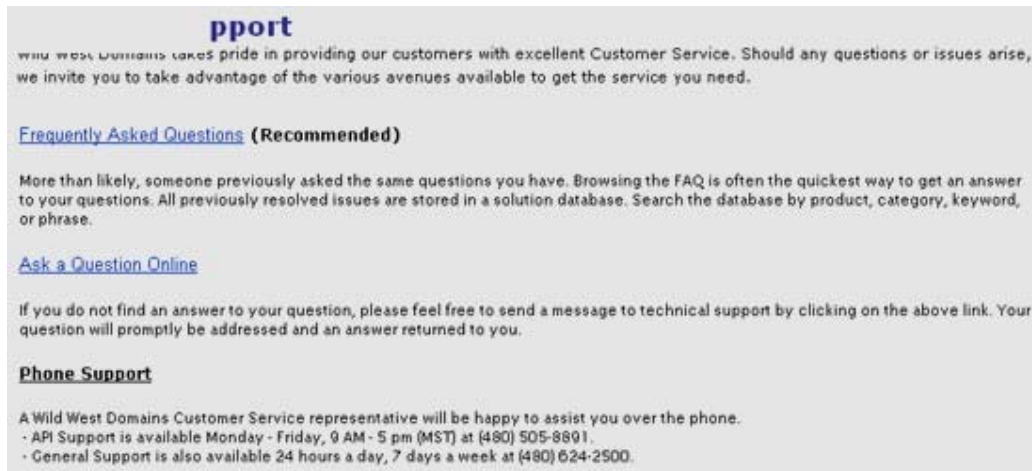 pport
Wild West Domains takes pride in providing our customers with excellent Customer Service. Should any questions or issues arise,
we invite you to take advantage of the various avenues available to get the service you need.
Frequently Asked Questions (Recommended)
More than likely, someone previously asked the same questions you have. Browsing the FAQ is often the quickest way to get an answer
to your questions. All previously resolved issues are stored in a solution database. Search the database by product, category, keyword,
or phrase.
Ask a Question Online
If you do not find an answer to your question, please feel free to send a message to technical support by clicking on the above link. Your
question will promptly be addressed and an answer returned to you.
Phone Support
A Wild West Domains Customer Service representative will be happy to assist you over the phone.
· API Support is available Monday - Friday, 9 AM - 5 pm (MST) at (480) 505-8891.
· General Support is also available 24 hours a day, 7 days a week at (480) 624-2500.